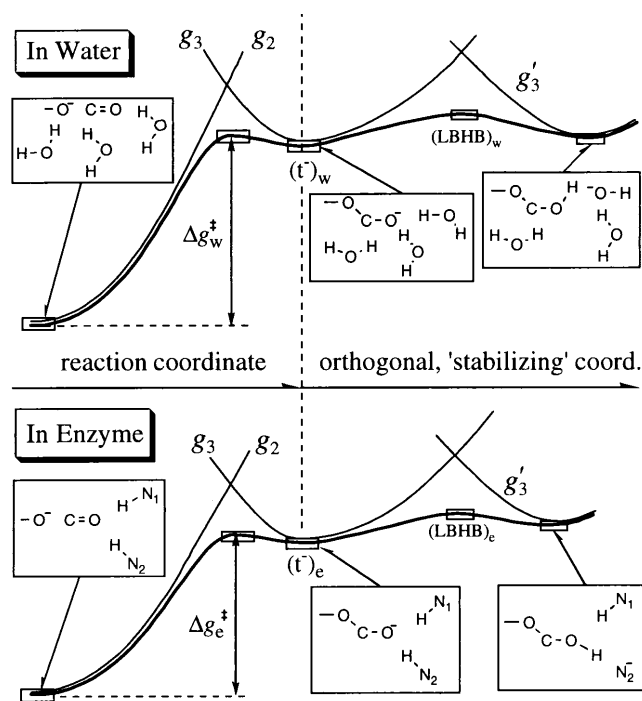 In Water
g₃ g₂
g₃′
−O⁻ C=O
H H H O H O H H O H
(t⁻)w
(LBHB)w
Δg‡w
−O C−O⁻ H−O H H O H H O H
−O C−O H ⁻O−H H O H H O H
reaction coordinate
orthogonal, 'stabilizing' coord.
In Enzyme
g₃ g₂
g₃′
−O⁻ C=O H−N₁ H N₂
(t⁻)e
(LBHB)e
Δge‡
−O C−O⁻ H−N₁ H N₂
−O C−O H H−N₁ N₂⁻